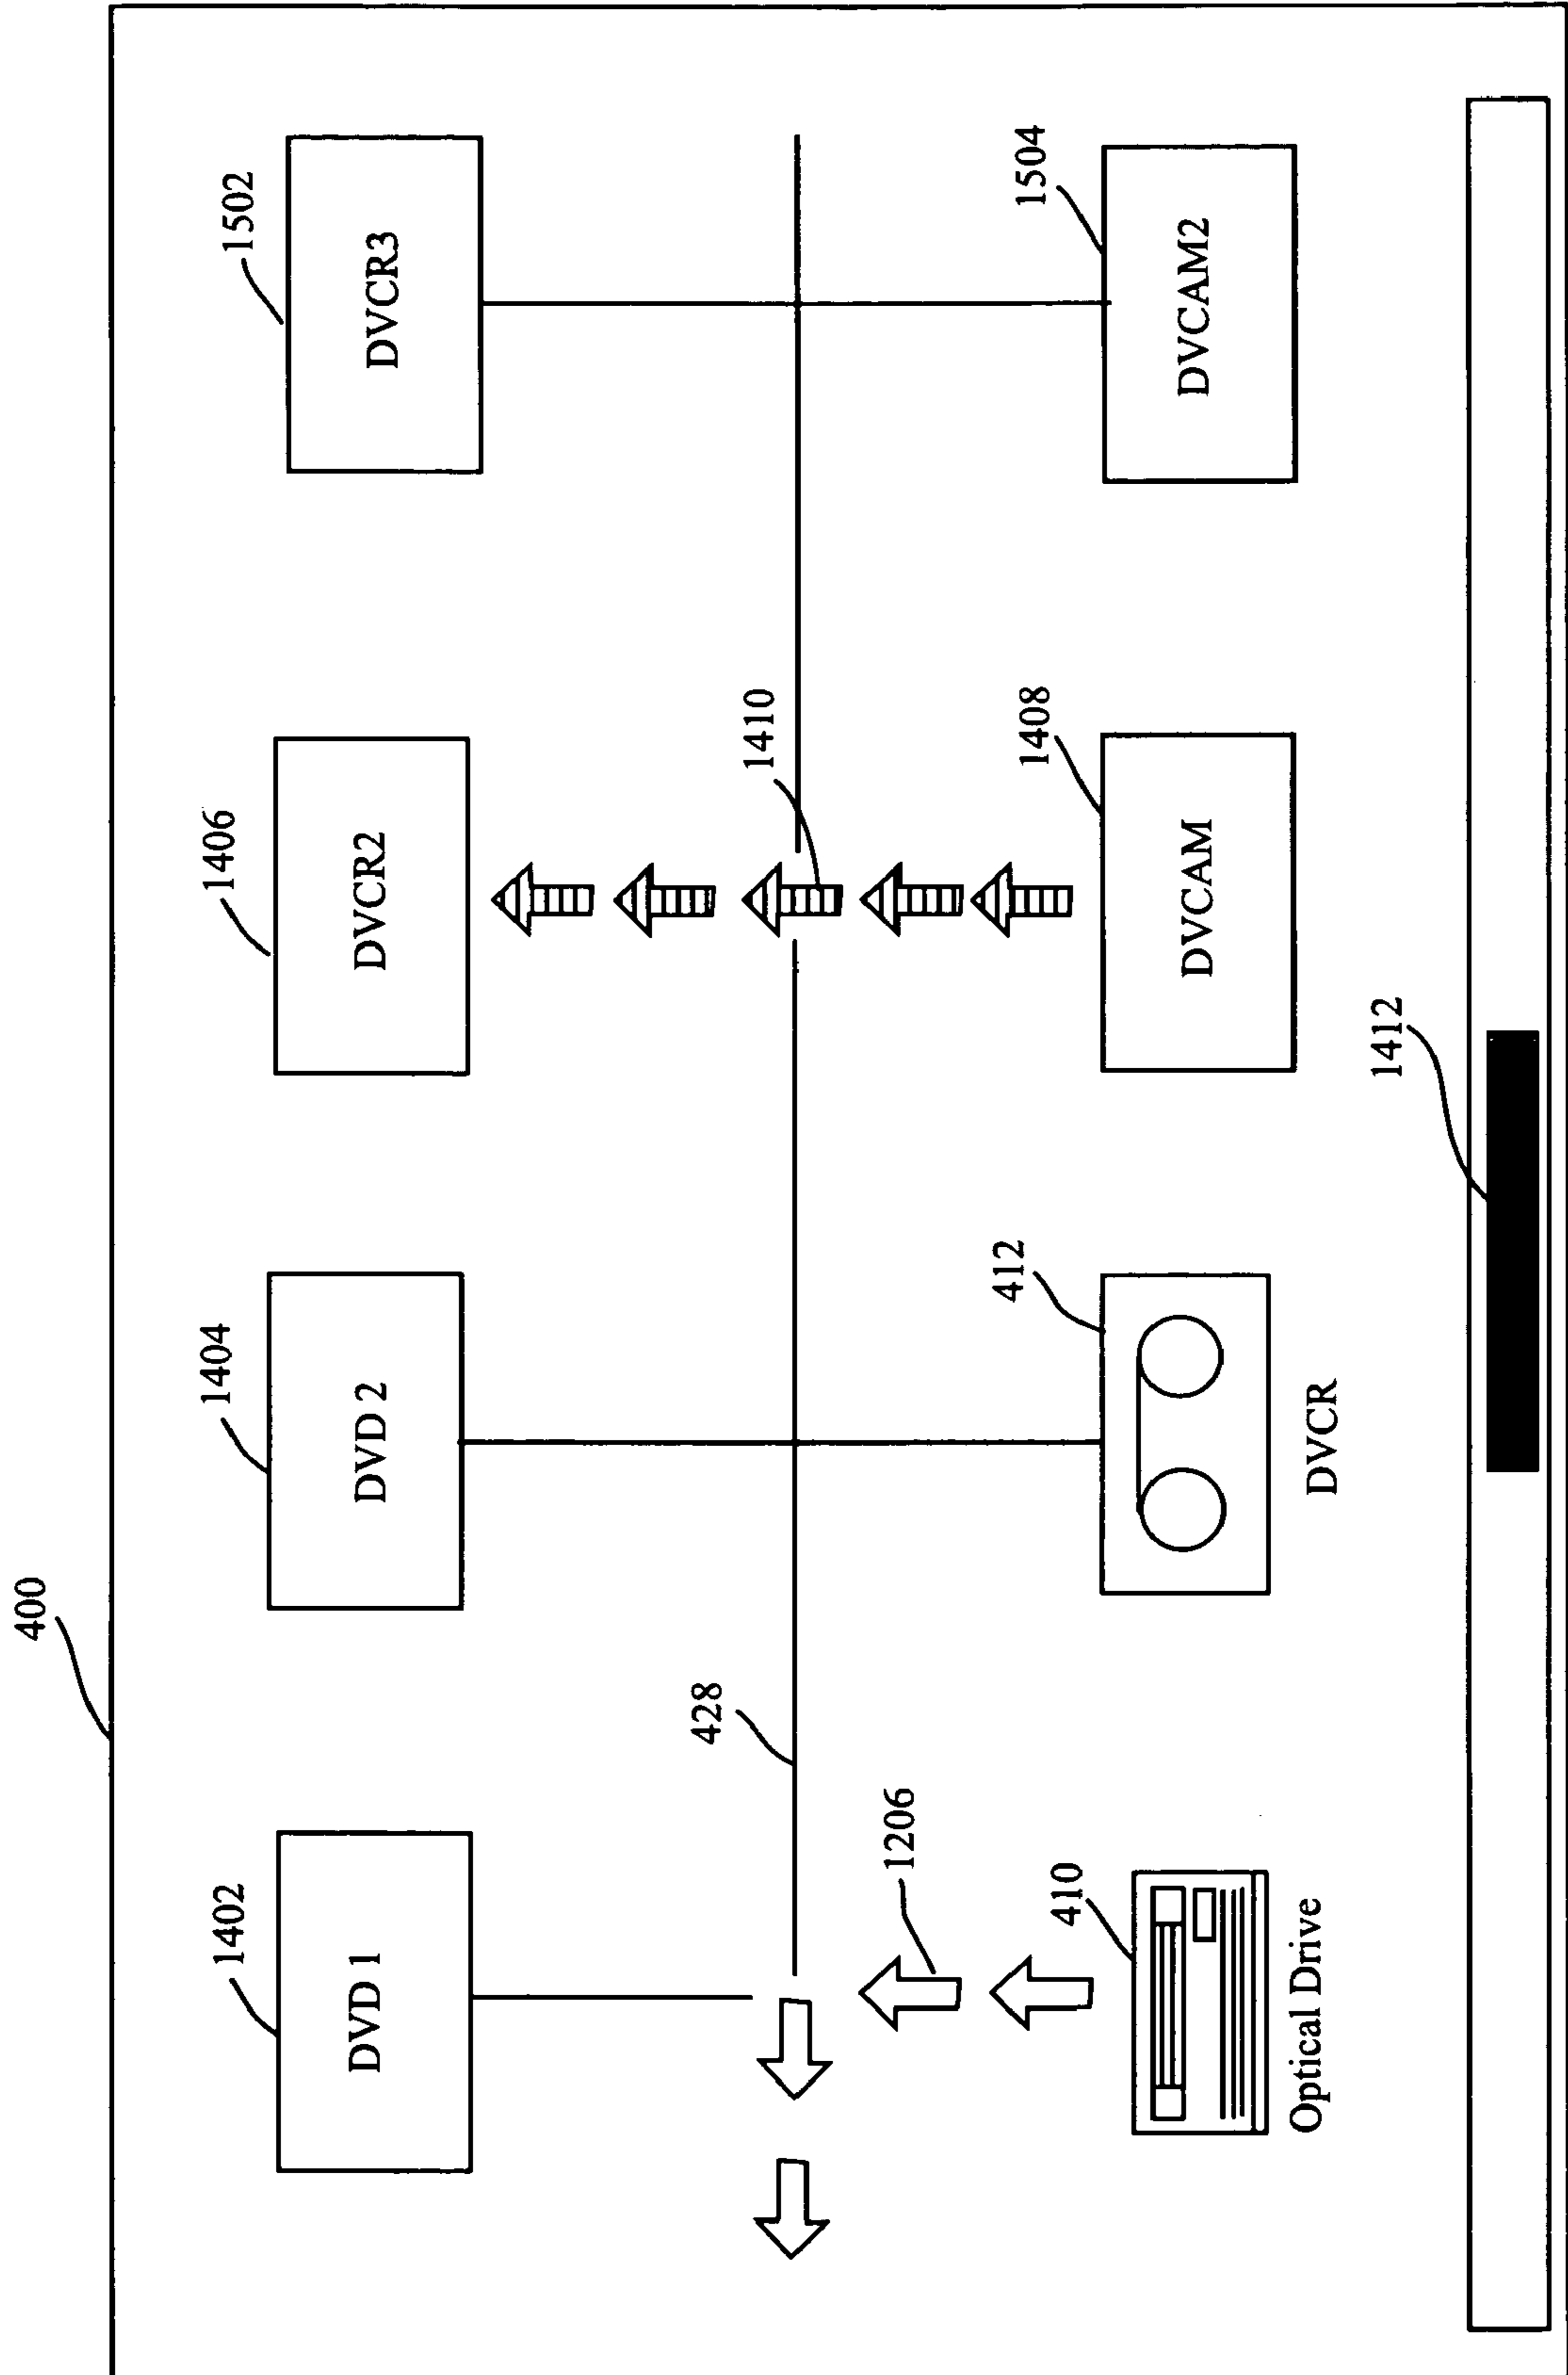 400
1402
1404
1406
1502
DVD 1
DVD 2
DVCR2
DVCR3
428
1410
1206
410
412
1408
1504
DVCAM
DVCAM2
Optical Drive
DVCR
1412